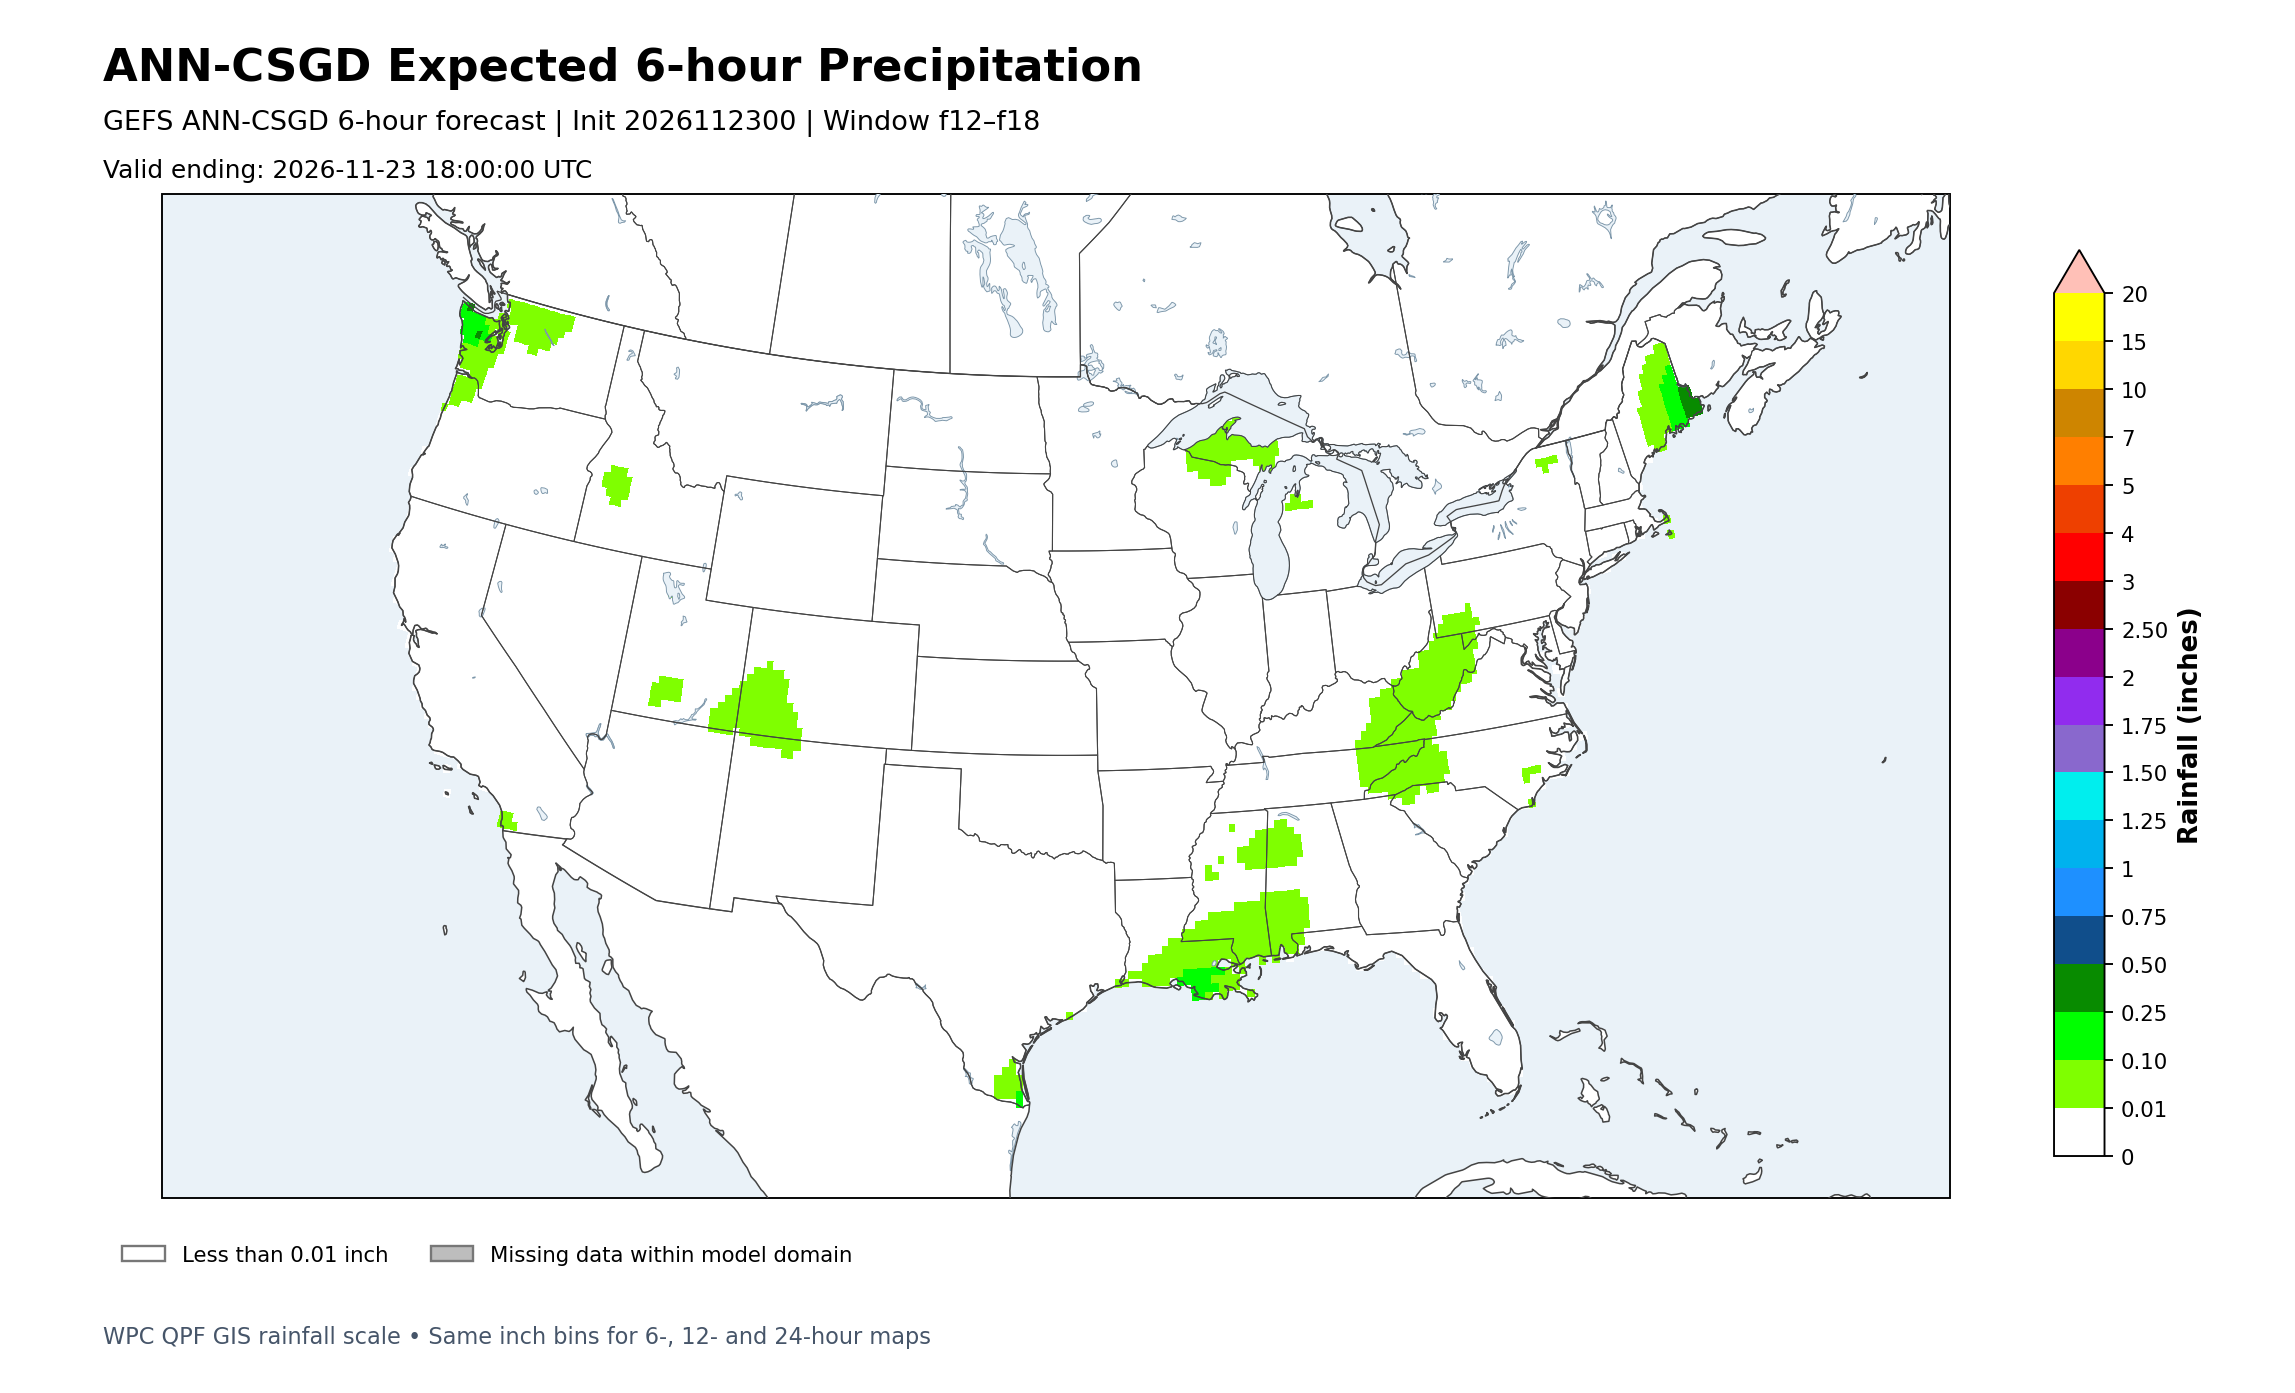 ANN-CSGD Expected 6-hour Precipitation
GEFS ANN-CSGD 6-hour forecast | Init 2026112300 | Window f12–f18
Valid ending: 2026-11-23 18:00:00 UTC
20
15
10
7
5
4
3
2.50
2
1.75
1.50
1.25
1
0.75
0.50
0.25
0.10
0.01
0
Rainfall (inches)
Less than 0.01 inch
Missing data within model domain
WPC QPF GIS rainfall scale • Same inch bins for 6-, 12- and 24-hour maps